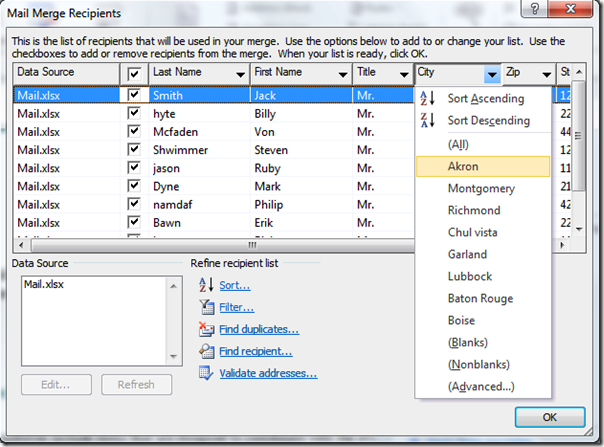 Mail Merge Recipients
This is the list of recipients that will be used in your merge. Use the options below to add to or change your list. Use the
checkboxes to add or remove recipients from the merge. When your list is ready, click OK.
Data Source Last Name First Name Title City Zip St
Mail.xlsx Smith Jack Mr. 12
Mail.xlsx hyte Billy Mr. 22
Mail.xlsx Mcfaden Von Mr. 44
Mail.xlsx Shwimmer Steven Mr. 12
Mail.xlsx jason Ruby Mr. 11
Mail.xlsx Dyne Mark Mr. 21
Mail.xlsx namdaf Philip Mr. 42
Mail.xlsx Bawn Erik Mr. 22
Sort Ascending
Sort Descending
(All)
Akron
Montgomery
Richmond
Chul vista
Garland
Lubbock
Baton Rouge
Boise
(Blanks)
(Nonblanks)
(Advanced...)
Data Source
Mail.xlsx
Edit...
Refresh
Refine recipient list
Sort...
Filter...
Find duplicates...
Find recipient...
Validate addresses...
OK